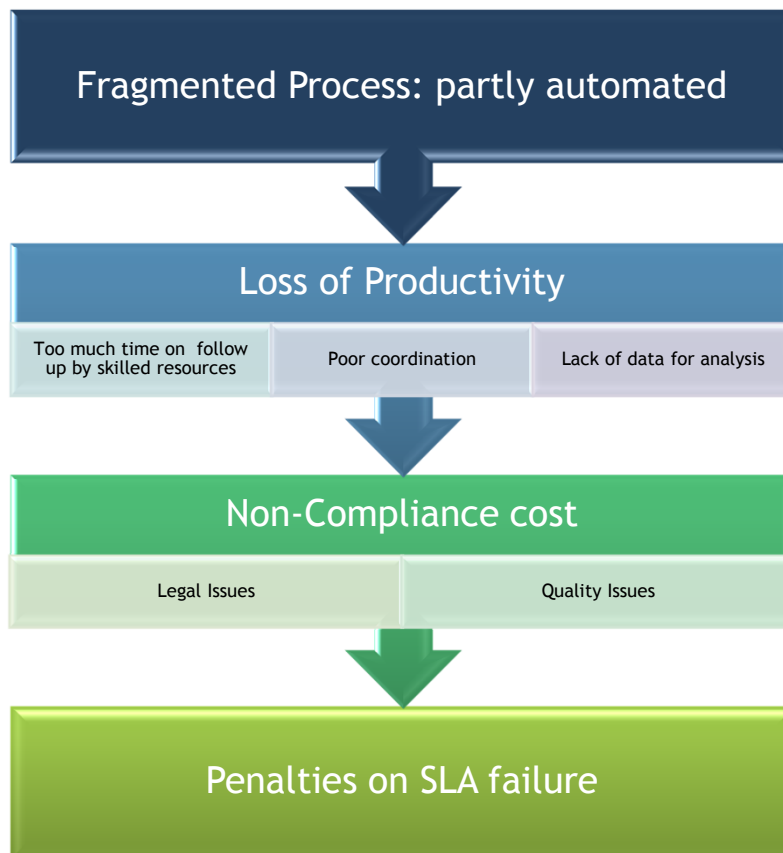 Fragmented Process: partly automated
Loss of Productivity
Too much time on follow
up by skilled resources
Poor coordination
Lack of data for analysis
Non-Compliance cost
Legal Issues
Quality Issues
Penalties on SLA failure